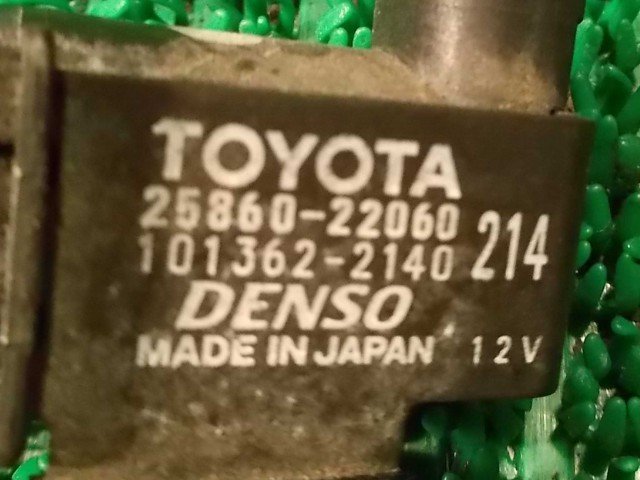 TOYOTA
25860-22060
101362-2140 214
DENSO
MADE IN JAPAN 12V